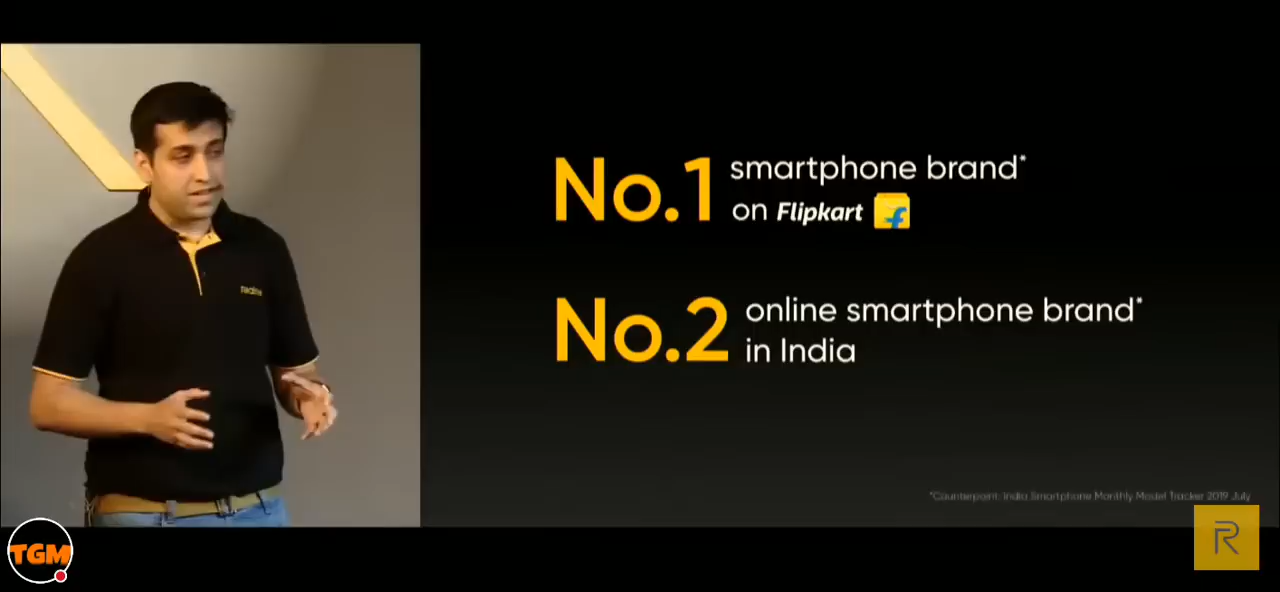 realme
No.1 smartphone brand*
on Flipkart
No.2 online smartphone brand*
in India
*Counterpoint: India Smartphone Monthly Model Tracker 2019 July
TGM
R